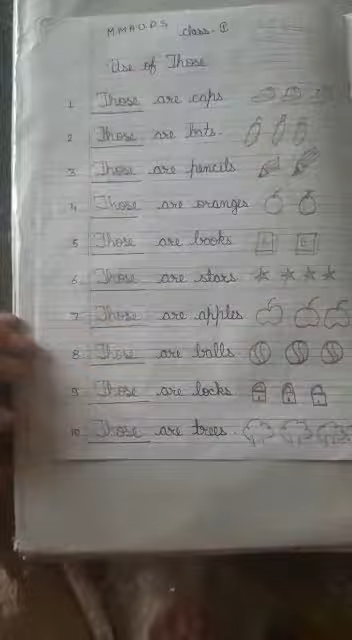 M.M.A.U.P.S class. ①
Use of Those
1 Those are caps
2 Those are bats
3 Those are pencils
4 Those are oranges
5 Those are books
6 Those are stars
7 Those are apples
8 Those are balls
9 Those are locks
10 Those are trees.